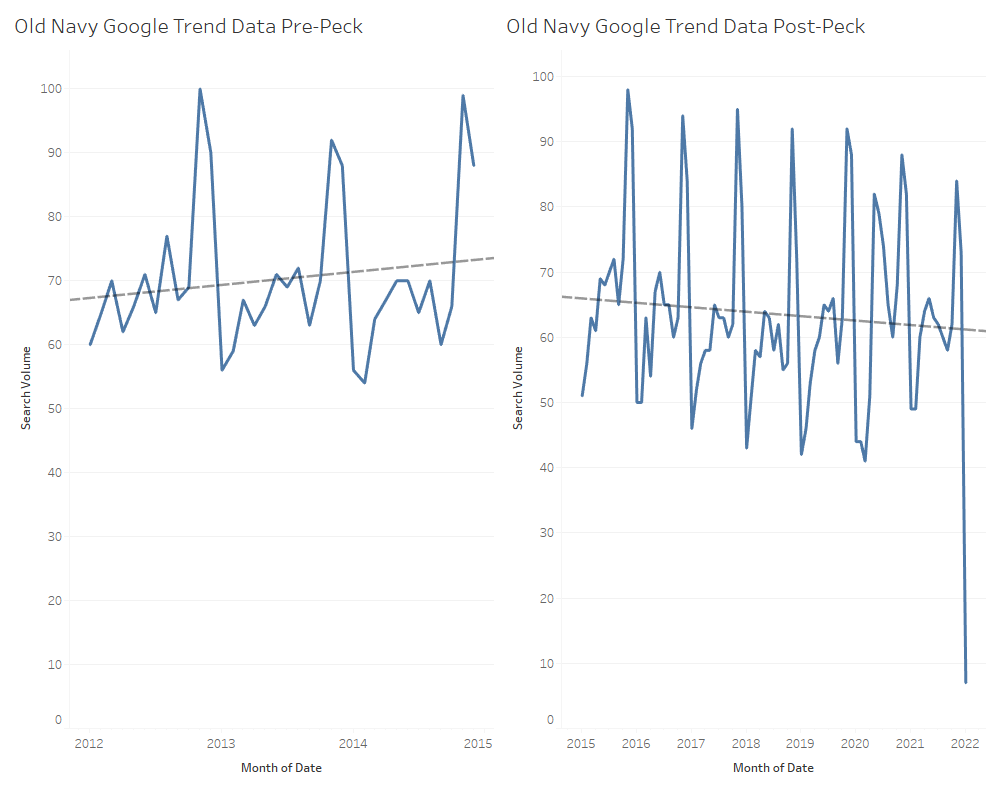 Old Navy Google Trend Data Pre-Peck
100
90
80
70
60
50
40
30
20
10
0
Search Volume
2012 2013 2014 2015
Month of Date
Old Navy Google Trend Data Post-Peck
100
90
80
70
60
50
40
30
20
10
0
Search Volume
2015 2016 2017 2018 2019 2020 2021 2022
Month of Date